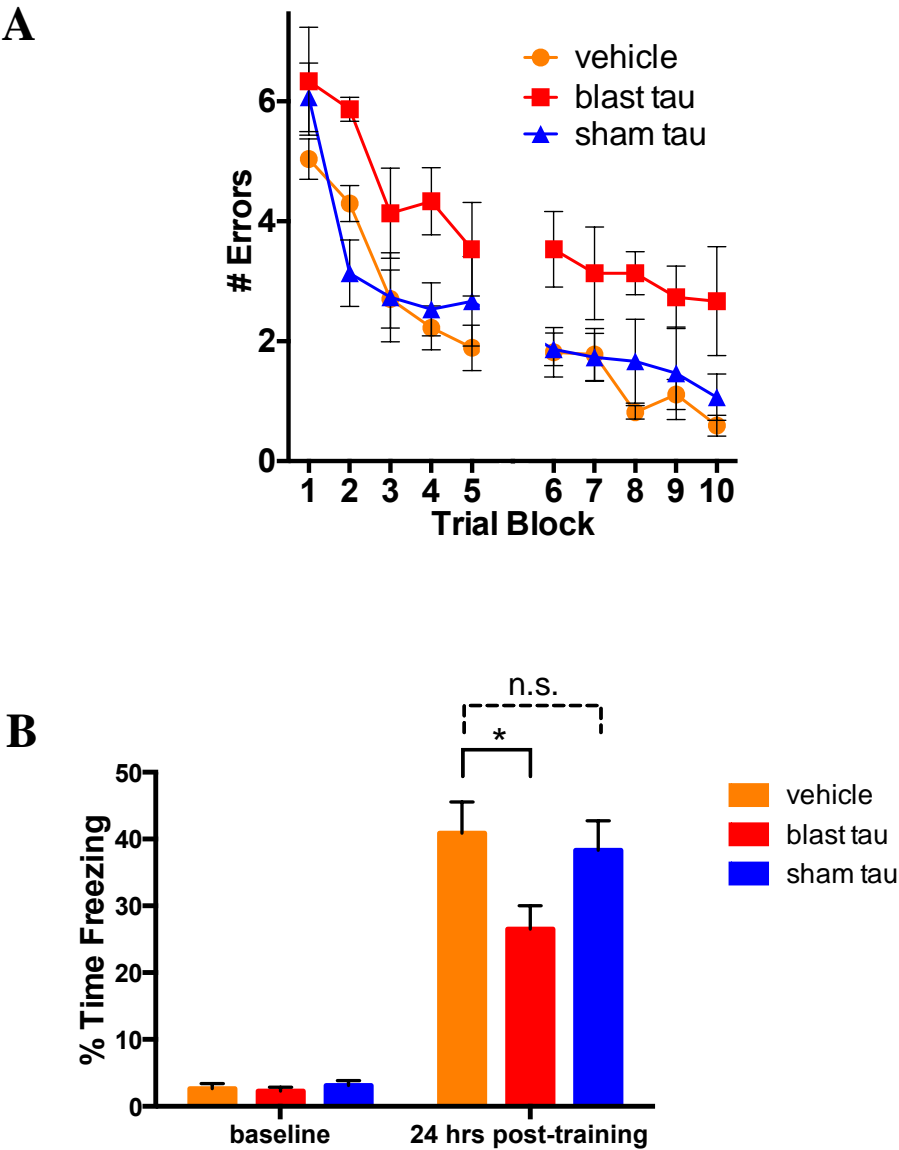 A
vehicle
blast tau
sham tau
6
4
2
0
# Errors
1 2 3 4 5 6 7 8 9 10
Trial Block
B
n.s.
*
50
40
30
20
10
0
% Time Freezing
vehicle
blast tau
sham tau
baseline 24 hrs post-training